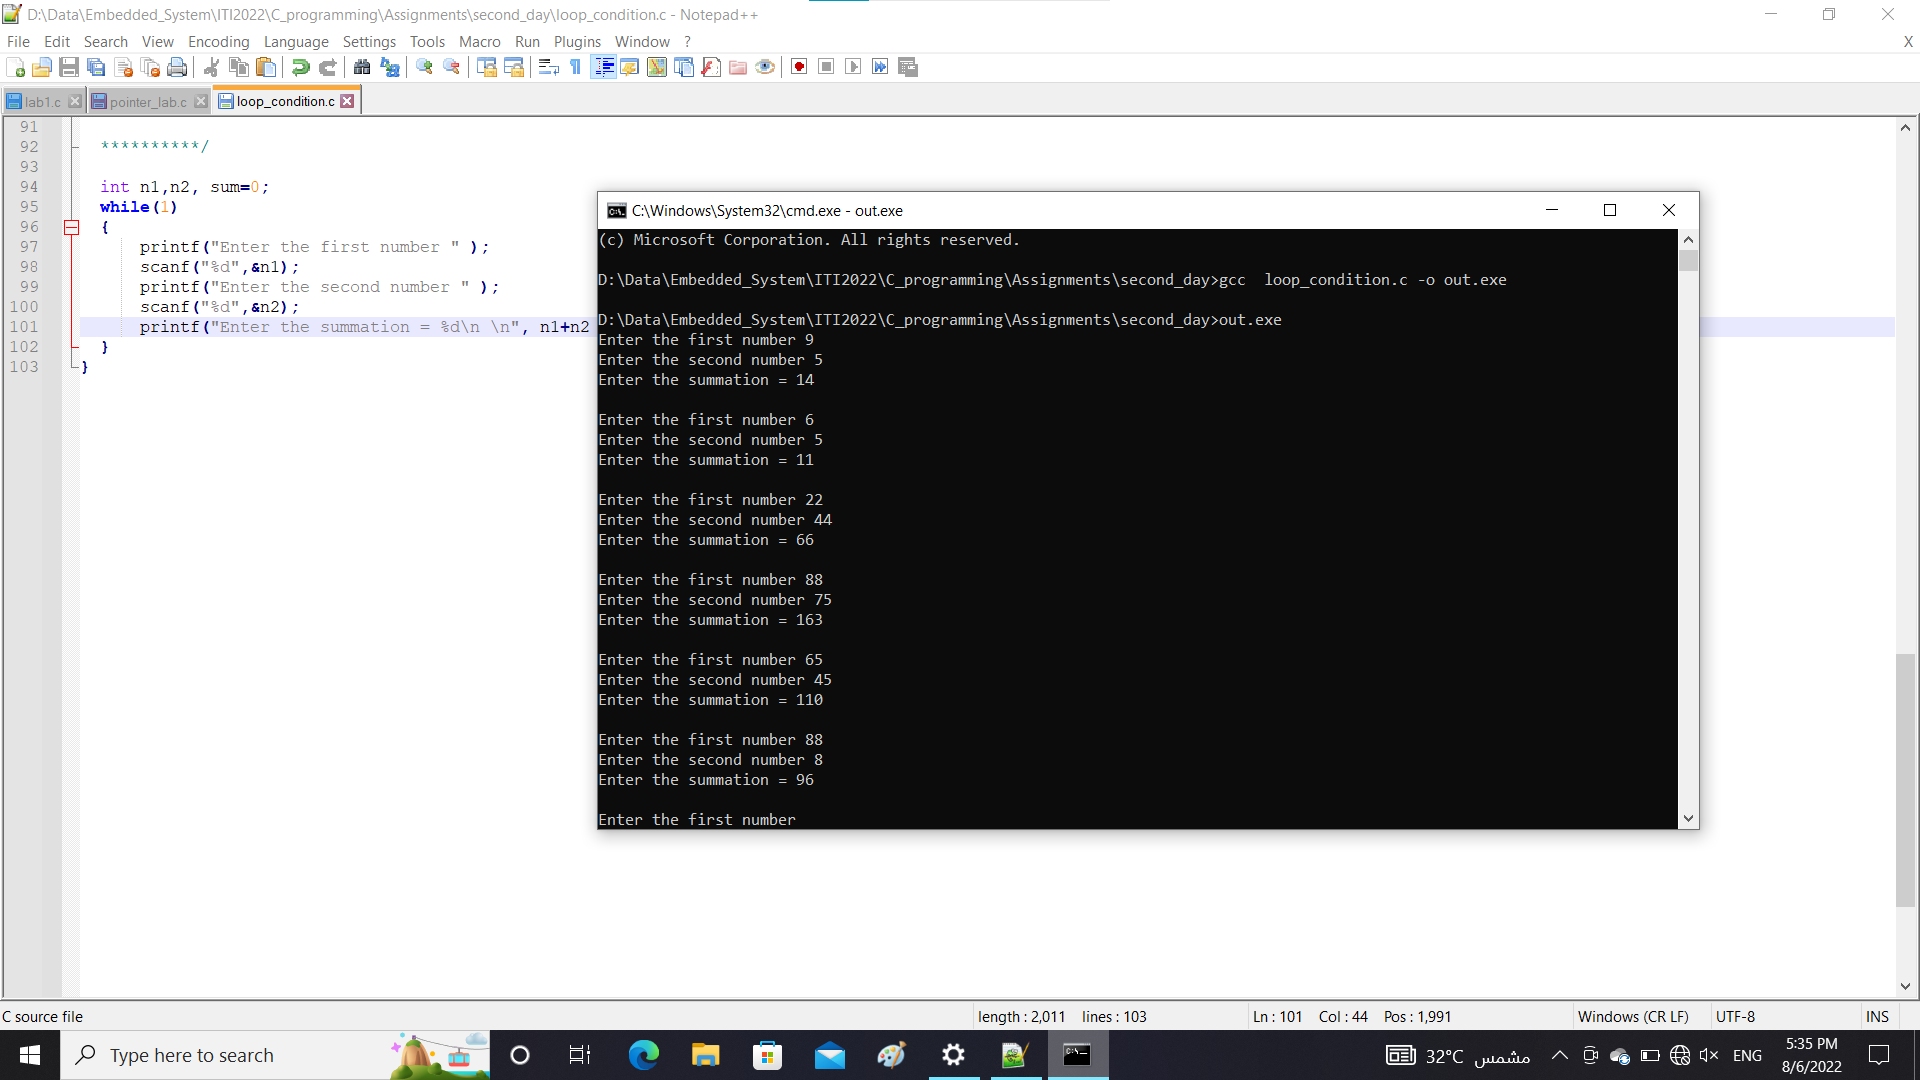 D:\Data\Embedded_System\ITI2022\C_programming\Assignments\second_day\loop_condition.c - Notepad++
File Edit Search View Encoding Language Settings Tools Macro Run Plugins Window ? X
lab1.c pointer_lab.c loop_condition.c
91
92 **********/
93
94 int n1,n2, sum=0;
95 while(1)
96 {
97 printf("Enter the first number " );
98 scanf("%d",&n1);
99 printf("Enter the second number " );
100 scanf("%d",&n2);
101 printf("Enter the summation = %d\n \n", n1+n2
102 }
103 }
C:\Windows\System32\cmd.exe - out.exe
(c) Microsoft Corporation. All rights reserved.
D:\Data\Embedded_System\ITI2022\C_programming\Assignments\second_day>gcc  loop_condition.c -o out.exe
D:\Data\Embedded_System\ITI2022\C_programming\Assignments\second_day>out.exe
Enter the first number 9
Enter the second number 5
Enter the summation = 14
Enter the first number 6
Enter the second number 5
Enter the summation = 11
Enter the first number 22
Enter the second number 44
Enter the summation = 66
Enter the first number 88
Enter the second number 75
Enter the summation = 163
Enter the first number 65
Enter the second number 45
Enter the summation = 110
Enter the first number 88
Enter the second number 8
Enter the summation = 96
Enter the first number
C source file length : 2,011 lines : 103 Ln : 101 Col : 44 Pos : 1,991 Windows (CR LF) UTF-8 INS
Type here to search 32°C مشمس ENG 5:35 PM
8/6/2022